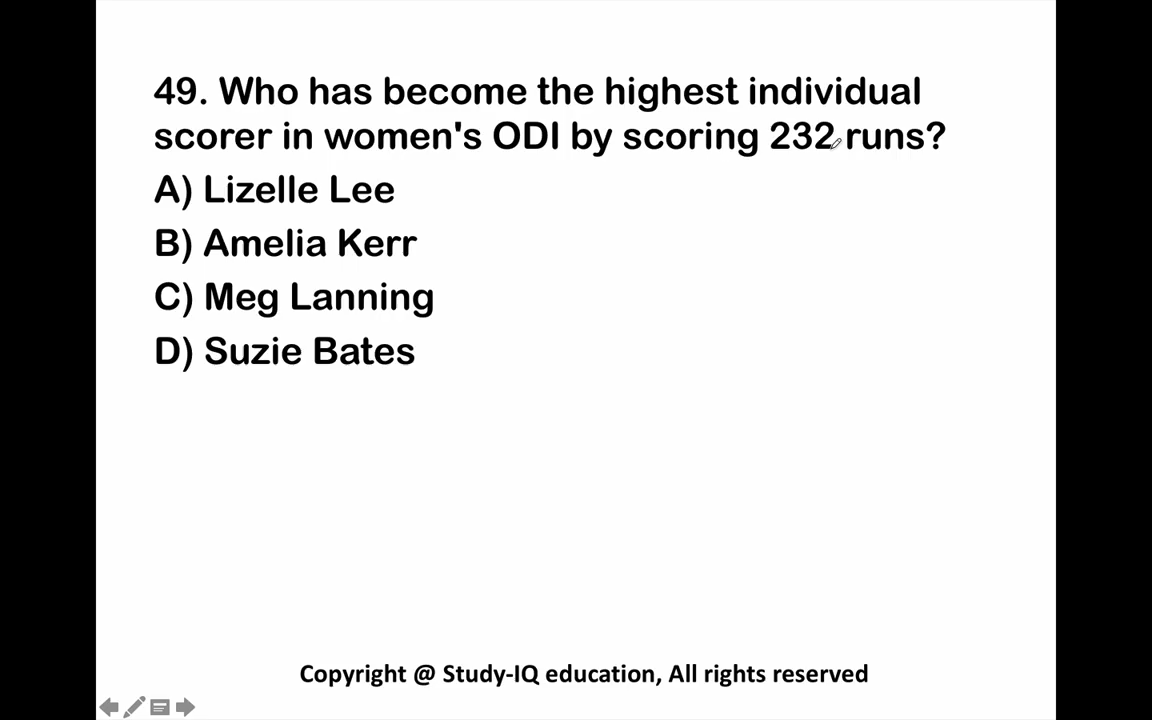 49. Who has become the highest individual
scorer in women's ODI by scoring 232 runs?
A) Lizelle Lee
B) Amelia Kerr
C) Meg Lanning
D) Suzie Bates
Copyright @ Study-IQ education, All rights reserved